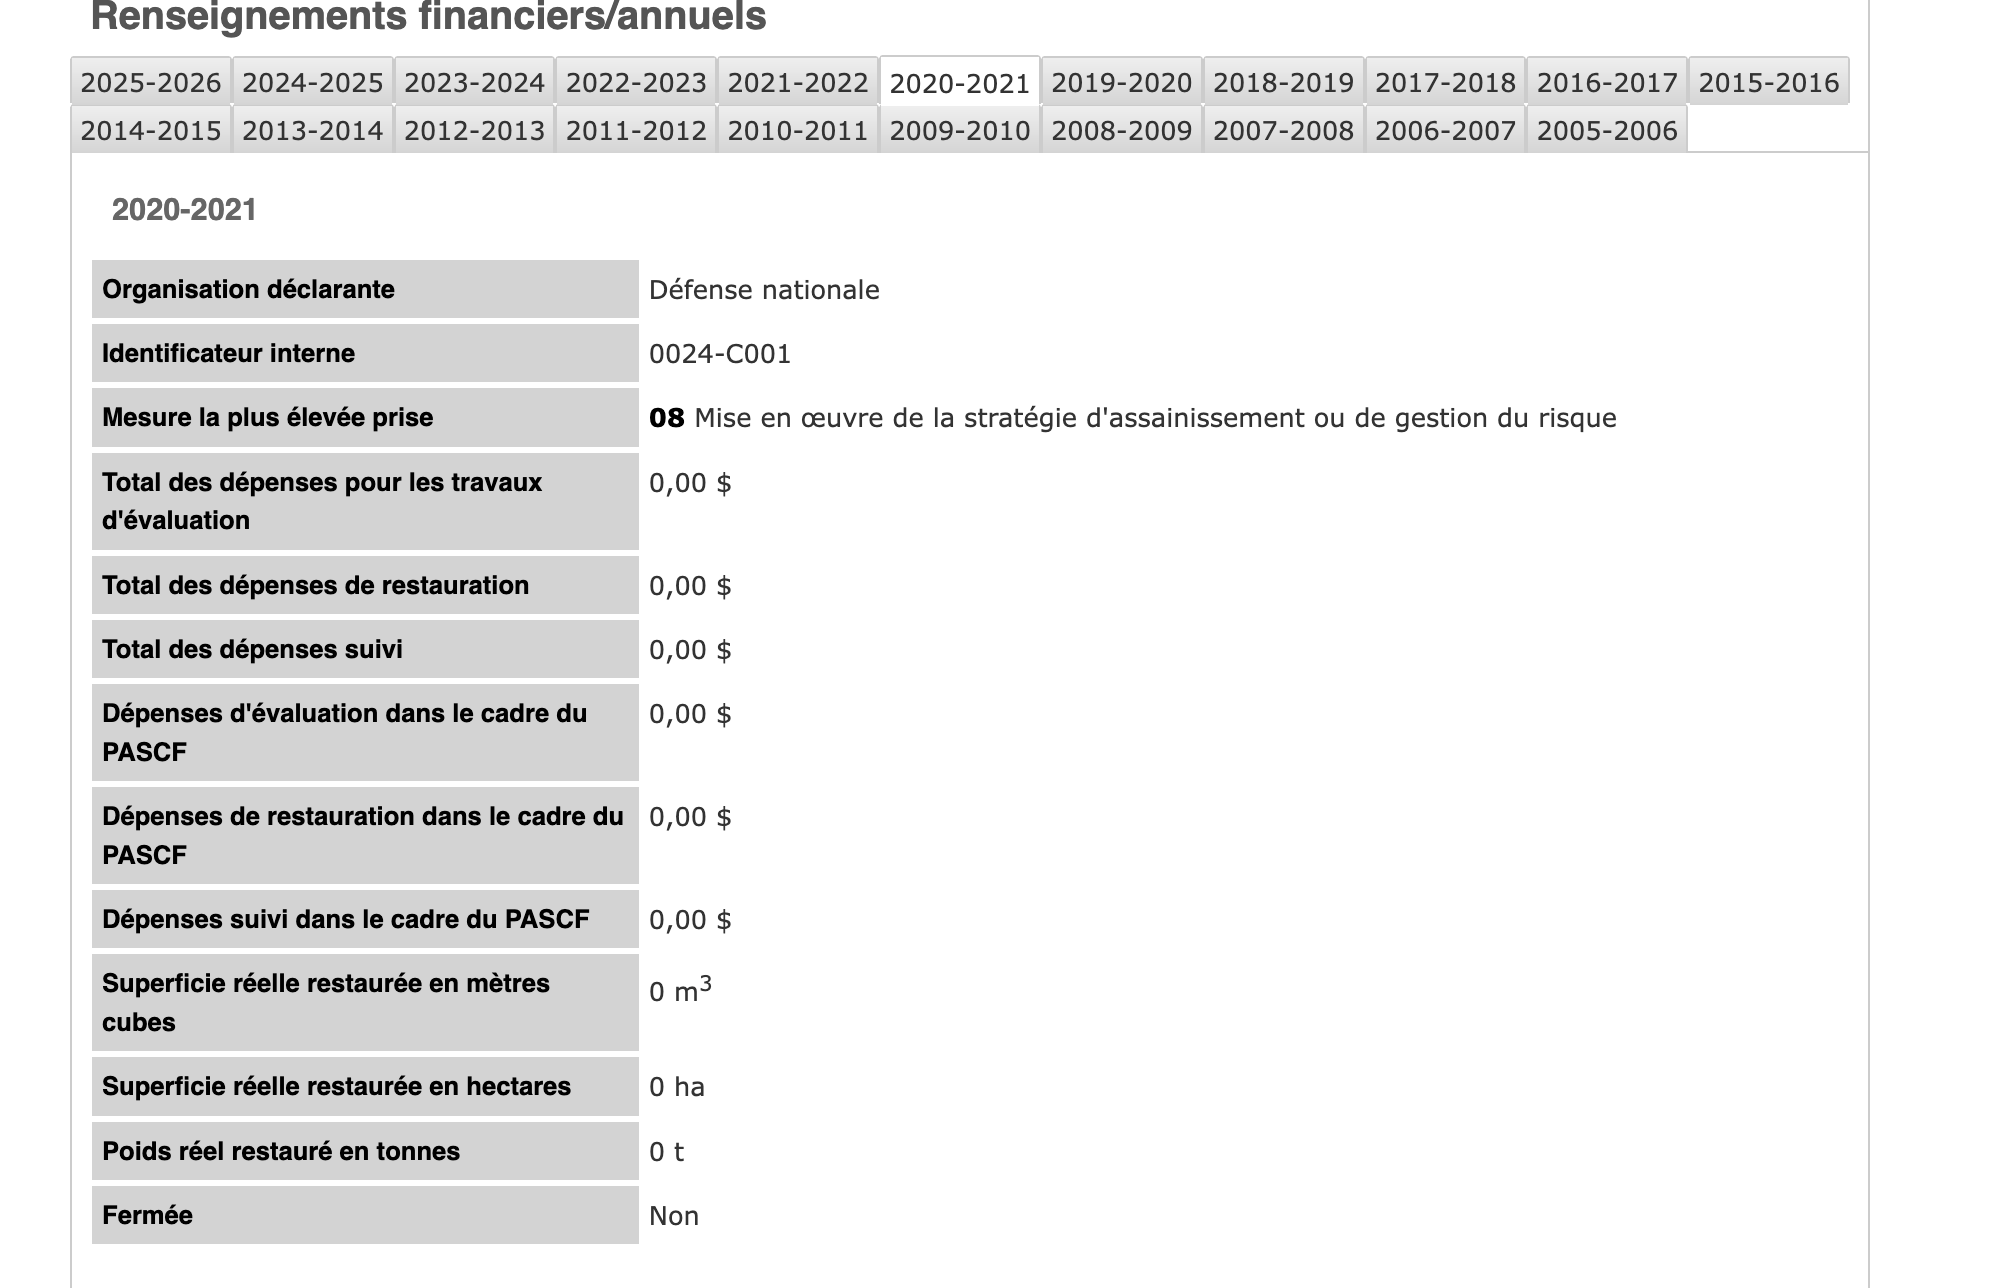 Renseignements financiers/annuels
2025-2026 2024-2025 2023-2024 2022-2023 2021-2022 2020-2021 2019-2020 2018-2019 2017-2018 2016-2017 2015-2016
2014-2015 2013-2014 2012-2013 2011-2012 2010-2011 2009-2010 2008-2009 2007-2008 2006-2007 2005-2006
2020-2021
Organisation déclarante Défense nationale
Identificateur interne 0024-C001
Mesure la plus élevée prise 08 Mise en œuvre de la stratégie d'assainissement ou de gestion du risque
Total des dépenses pour les travaux 0,00 $
d'évaluation
Total des dépenses de restauration 0,00 $
Total des dépenses suivi 0,00 $
Dépenses d'évaluation dans le cadre du 0,00 $
PASCF
Dépenses de restauration dans le cadre du 0,00 $
PASCF
Dépenses suivi dans le cadre du PASCF 0,00 $
Superficie réelle restaurée en mètres 0 m³
cubes
Superficie réelle restaurée en hectares 0 ha
Poids réel restauré en tonnes 0 t
Fermée Non